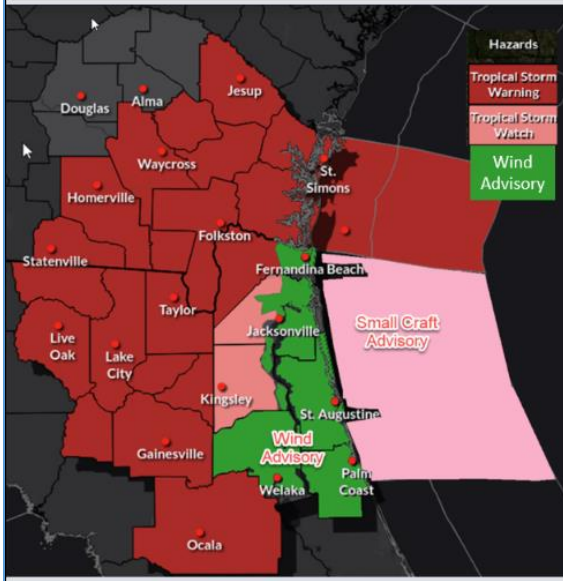 Hazards
Tropical Storm
Warning
Tropical Storm
Watch
Wind
Advisory
Douglas
Alma
Jesup
Waycross
St.
Simons
Homerville
Folkston
Statenville
Fernandina Beach
Taylor
Jacksonville
Small Craft
Advisory
Live
Oak
Lake
City
Kingsley
St. Augustine
Wind
Advisory
Gainesville
Palm
Coast
Welaka
Ocala